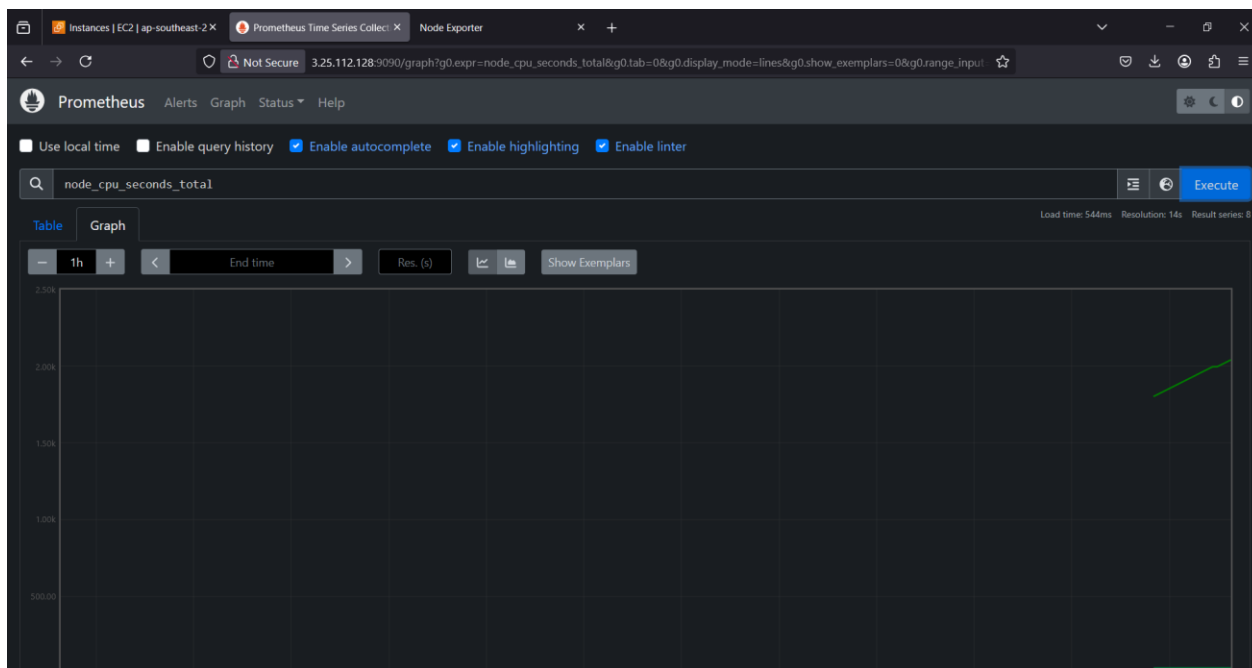 Instances | EC2 | ap-southeast-2
Prometheus Time Series Collect
Node Exporter
Not Secure 3.25.112.128:9090/graph?g0.expr=node_cpu_seconds_total&g0.tab=0&g0.display_mode=lines&g0.show_exemplars=0&g0.range_input
Prometheus Alerts Graph Status Help
Use local time Enable query history Enable autocomplete Enable highlighting Enable linter
node_cpu_seconds_total Execute
Table Graph Load time: 544ms Resolution: 14s Result series: 8
1h End time Res. (s) Show Exemplars
2.50k
2.00k
1.50k
1.00k
500.00